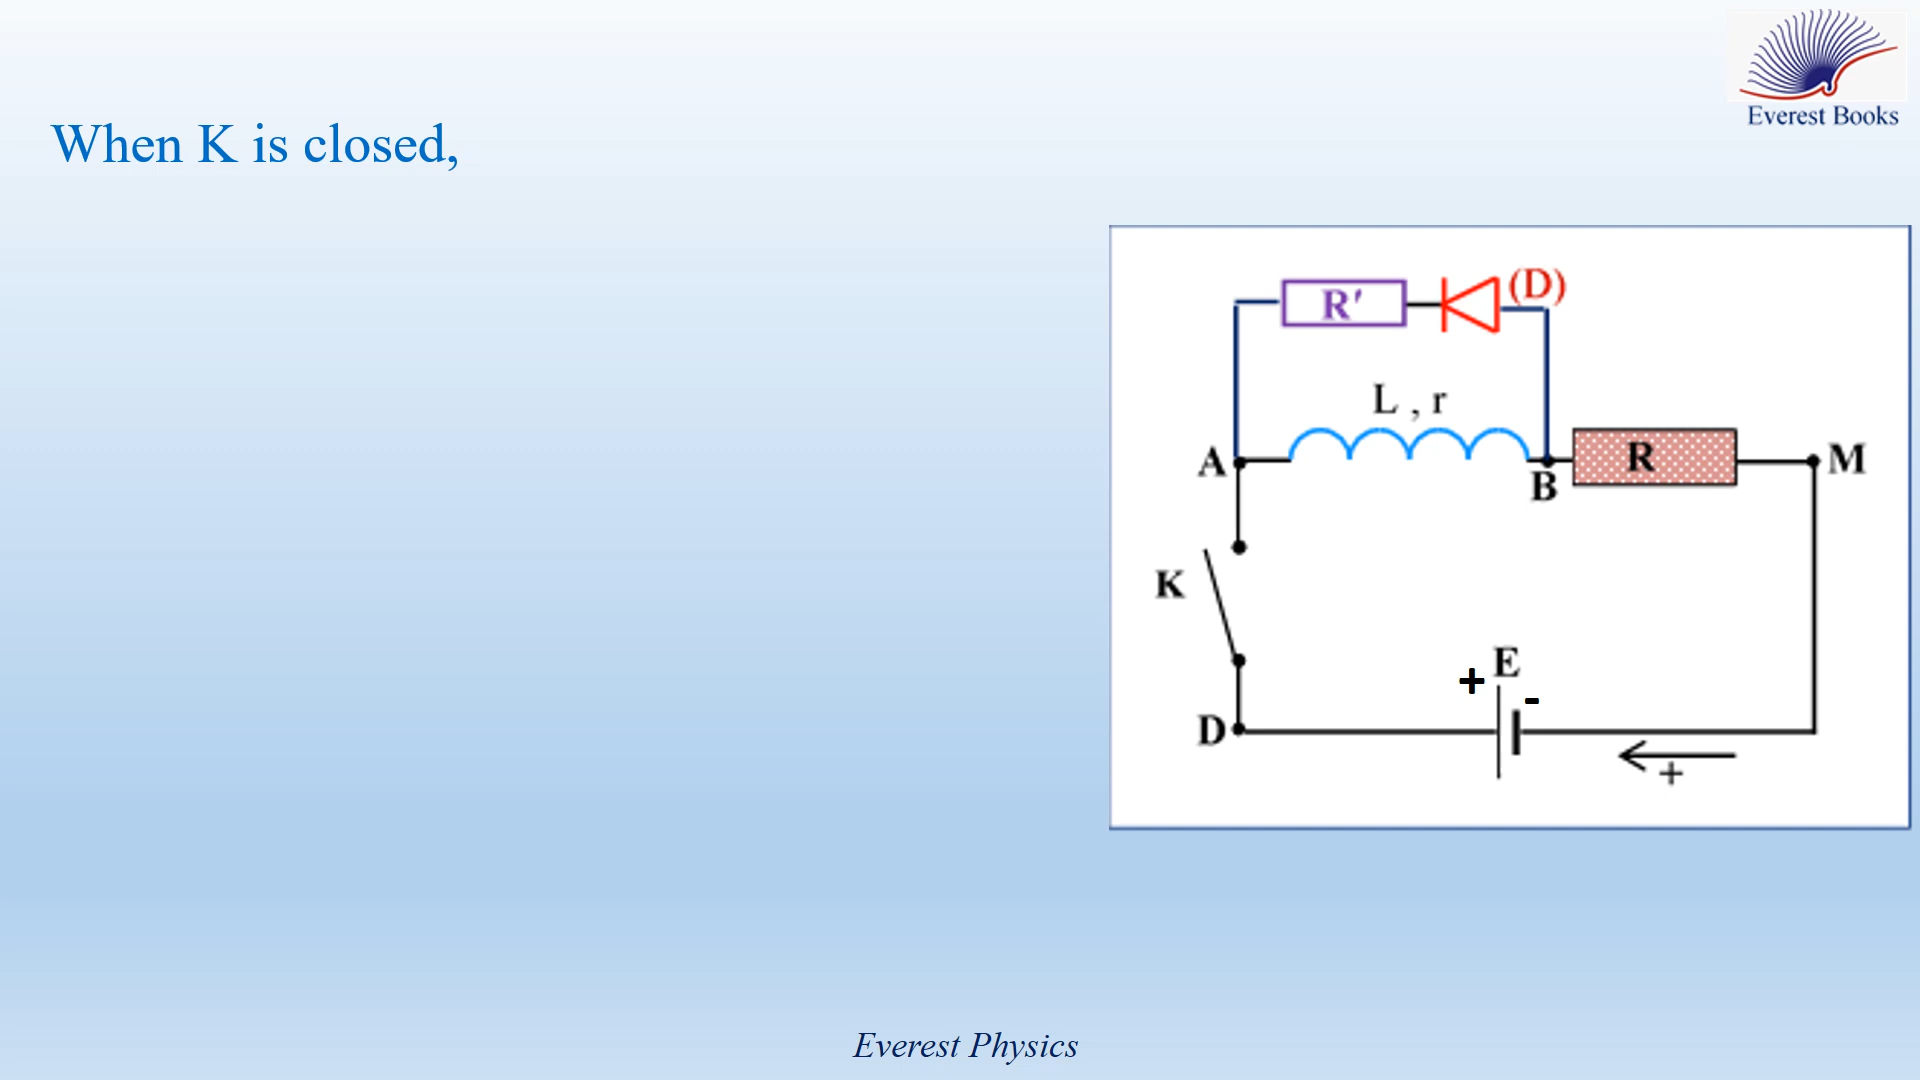 Everest Books
When K is closed,
R′
(D)
L , r
A
B
R
M
K
+
E
-
D
+
Everest Physics